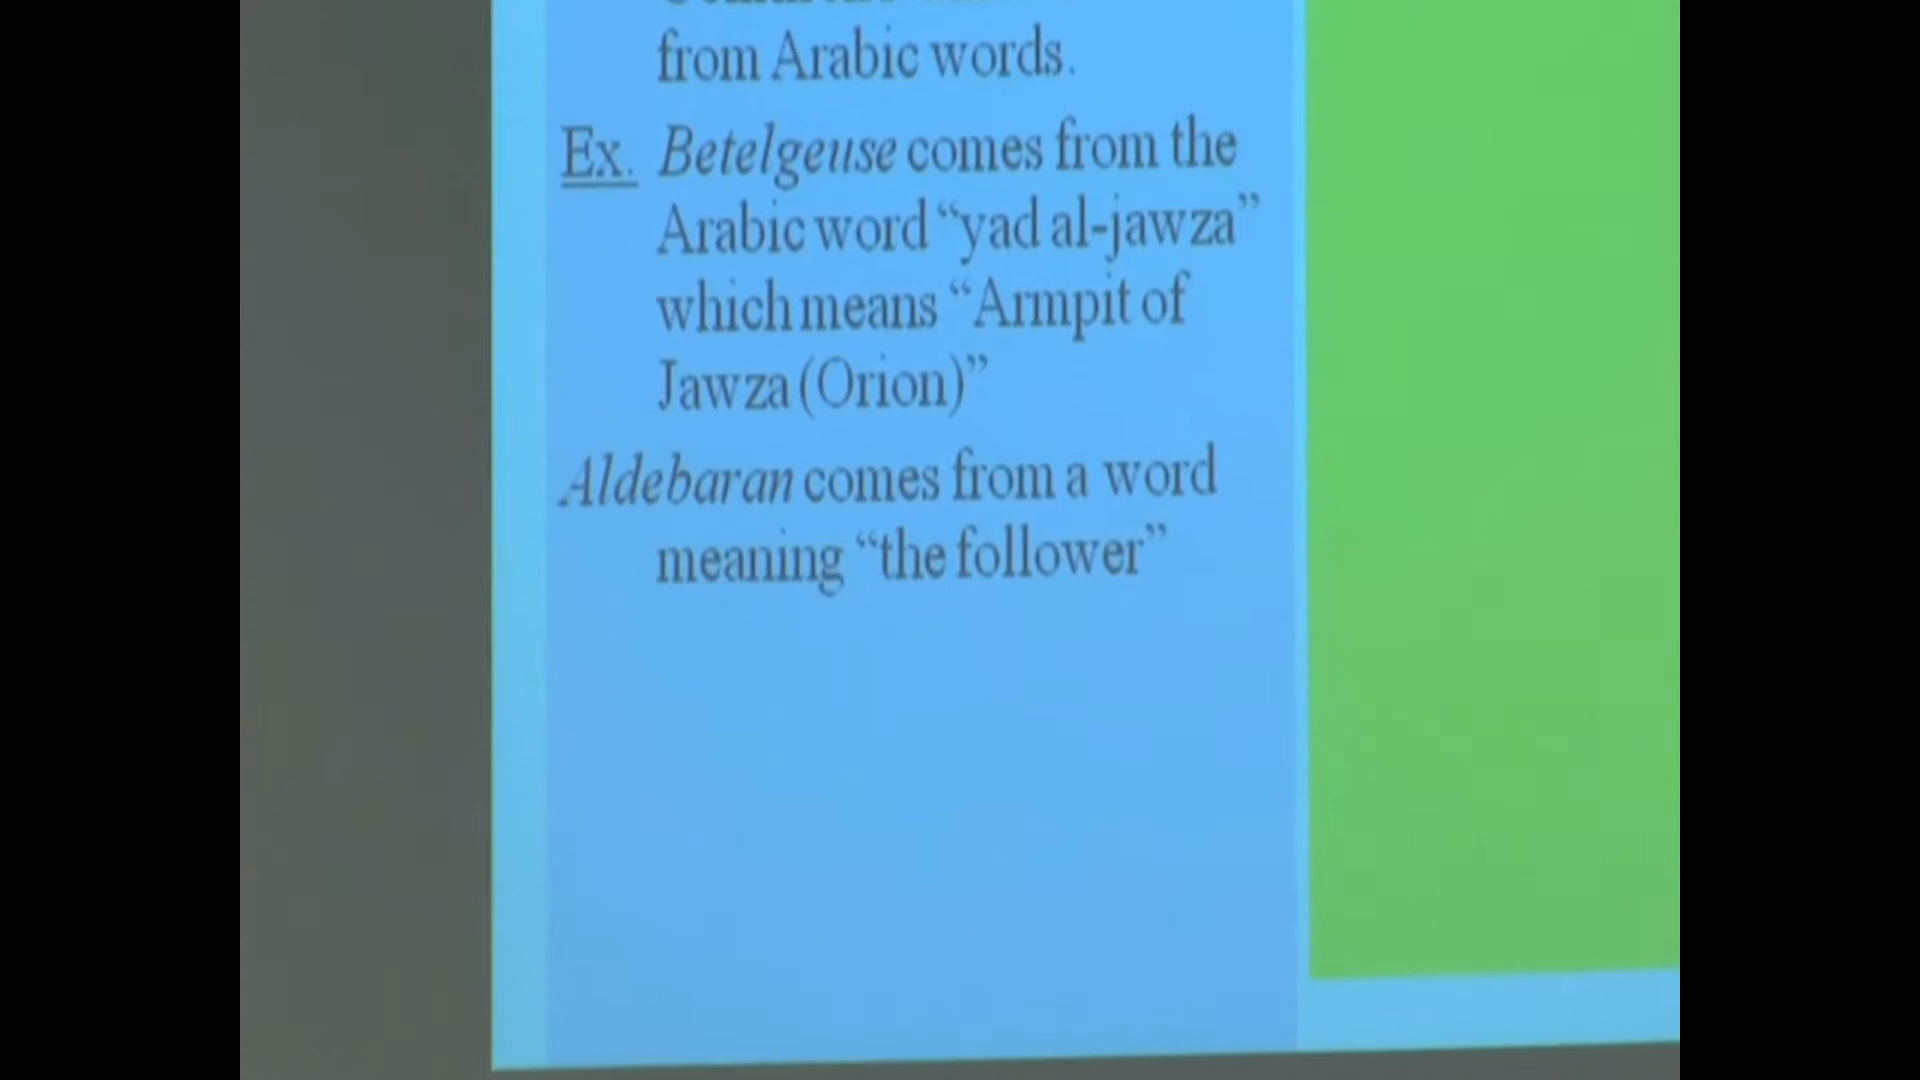 from Arabic words.
Ex. Betelgeuse comes from the
Arabic word “yad al-jawza”
which means “Armpit of
Jawza (Orion)”
Aldebaran comes from a word
meaning “the follower”